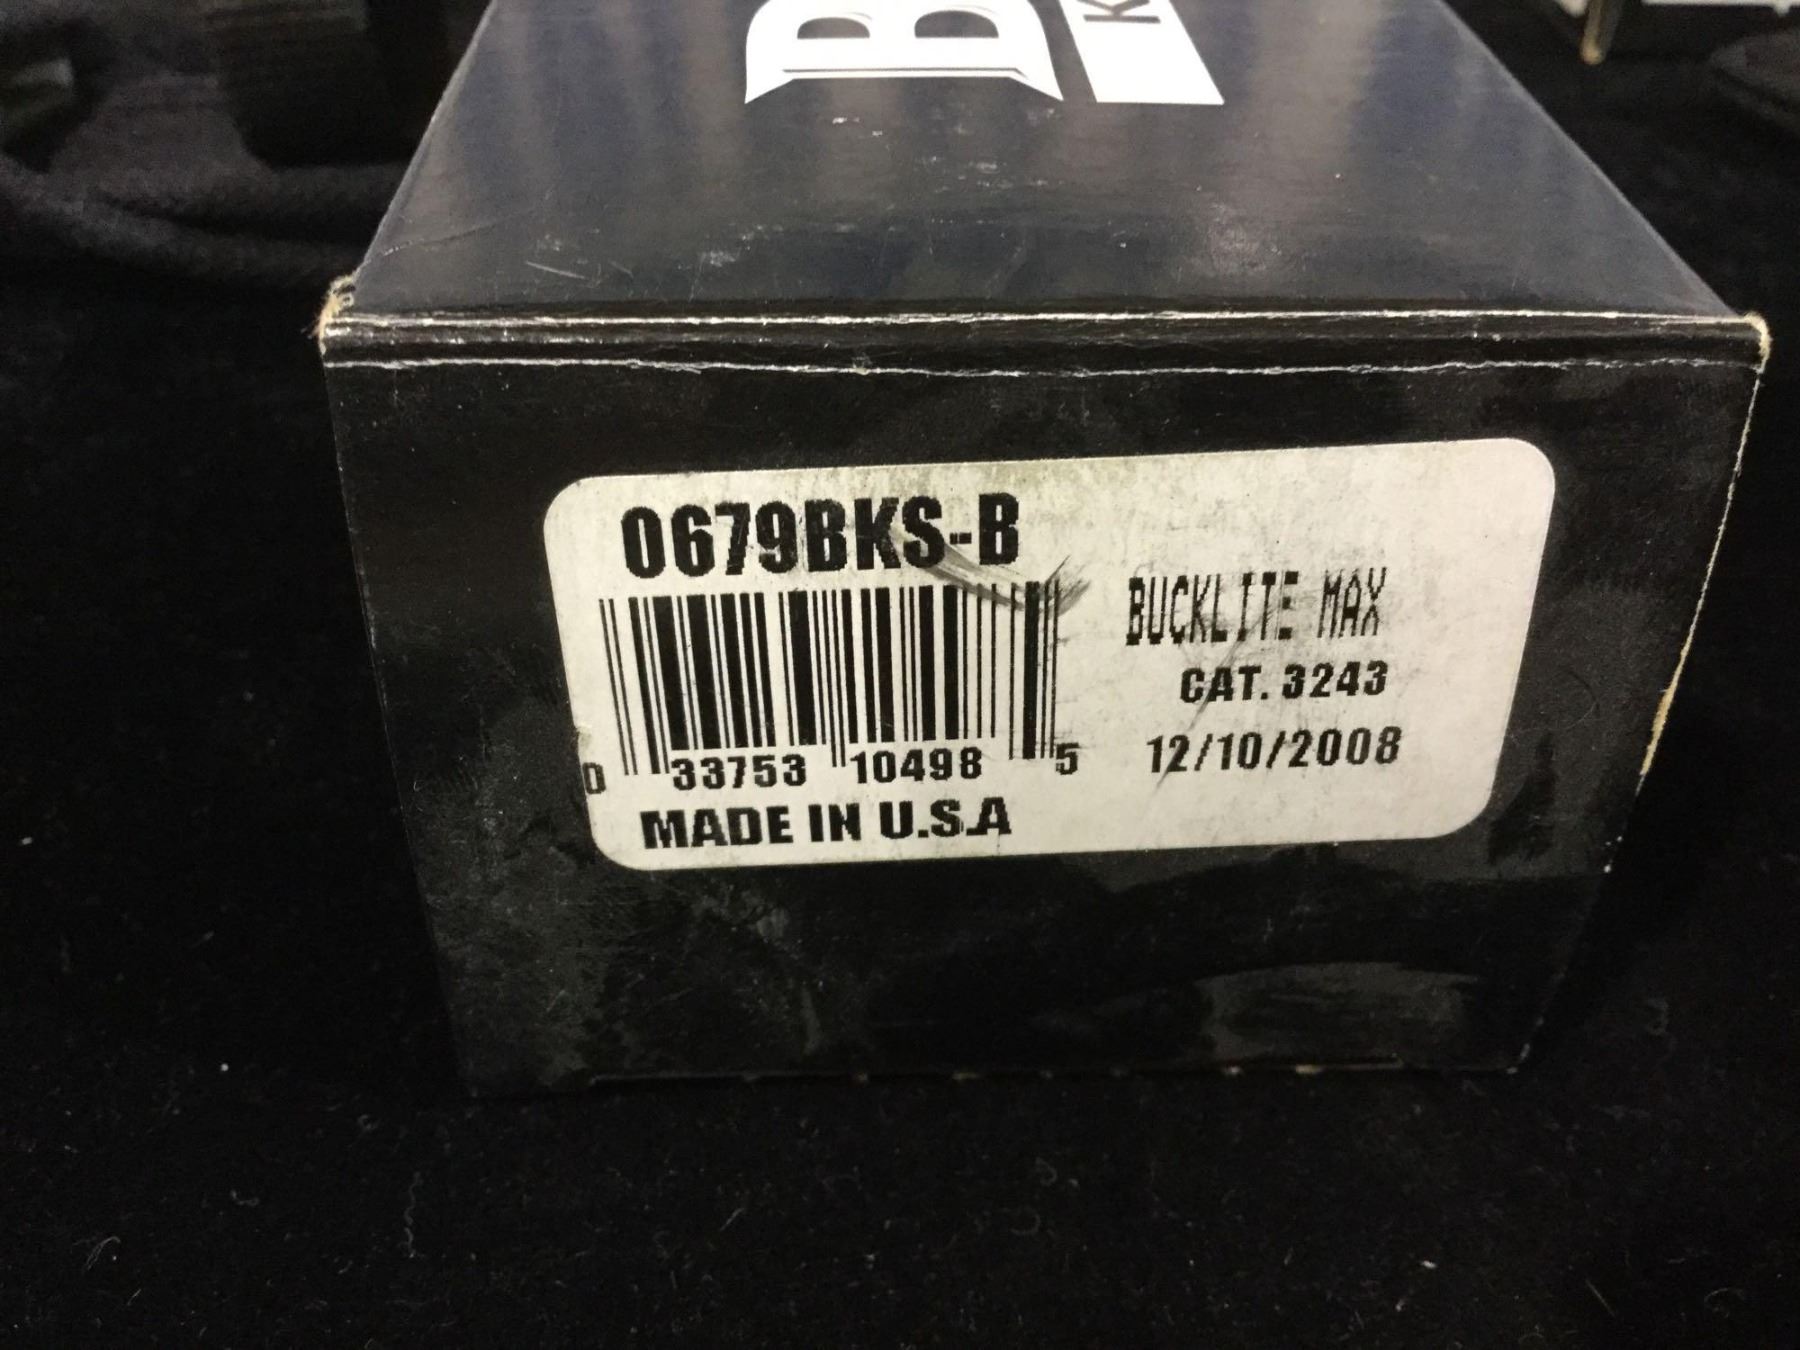 B
K
0679BKS-B
BUCKLITE MAX
CAT. 3243
12/10/2008
0 33753 10498 5
MADE IN U.S.A